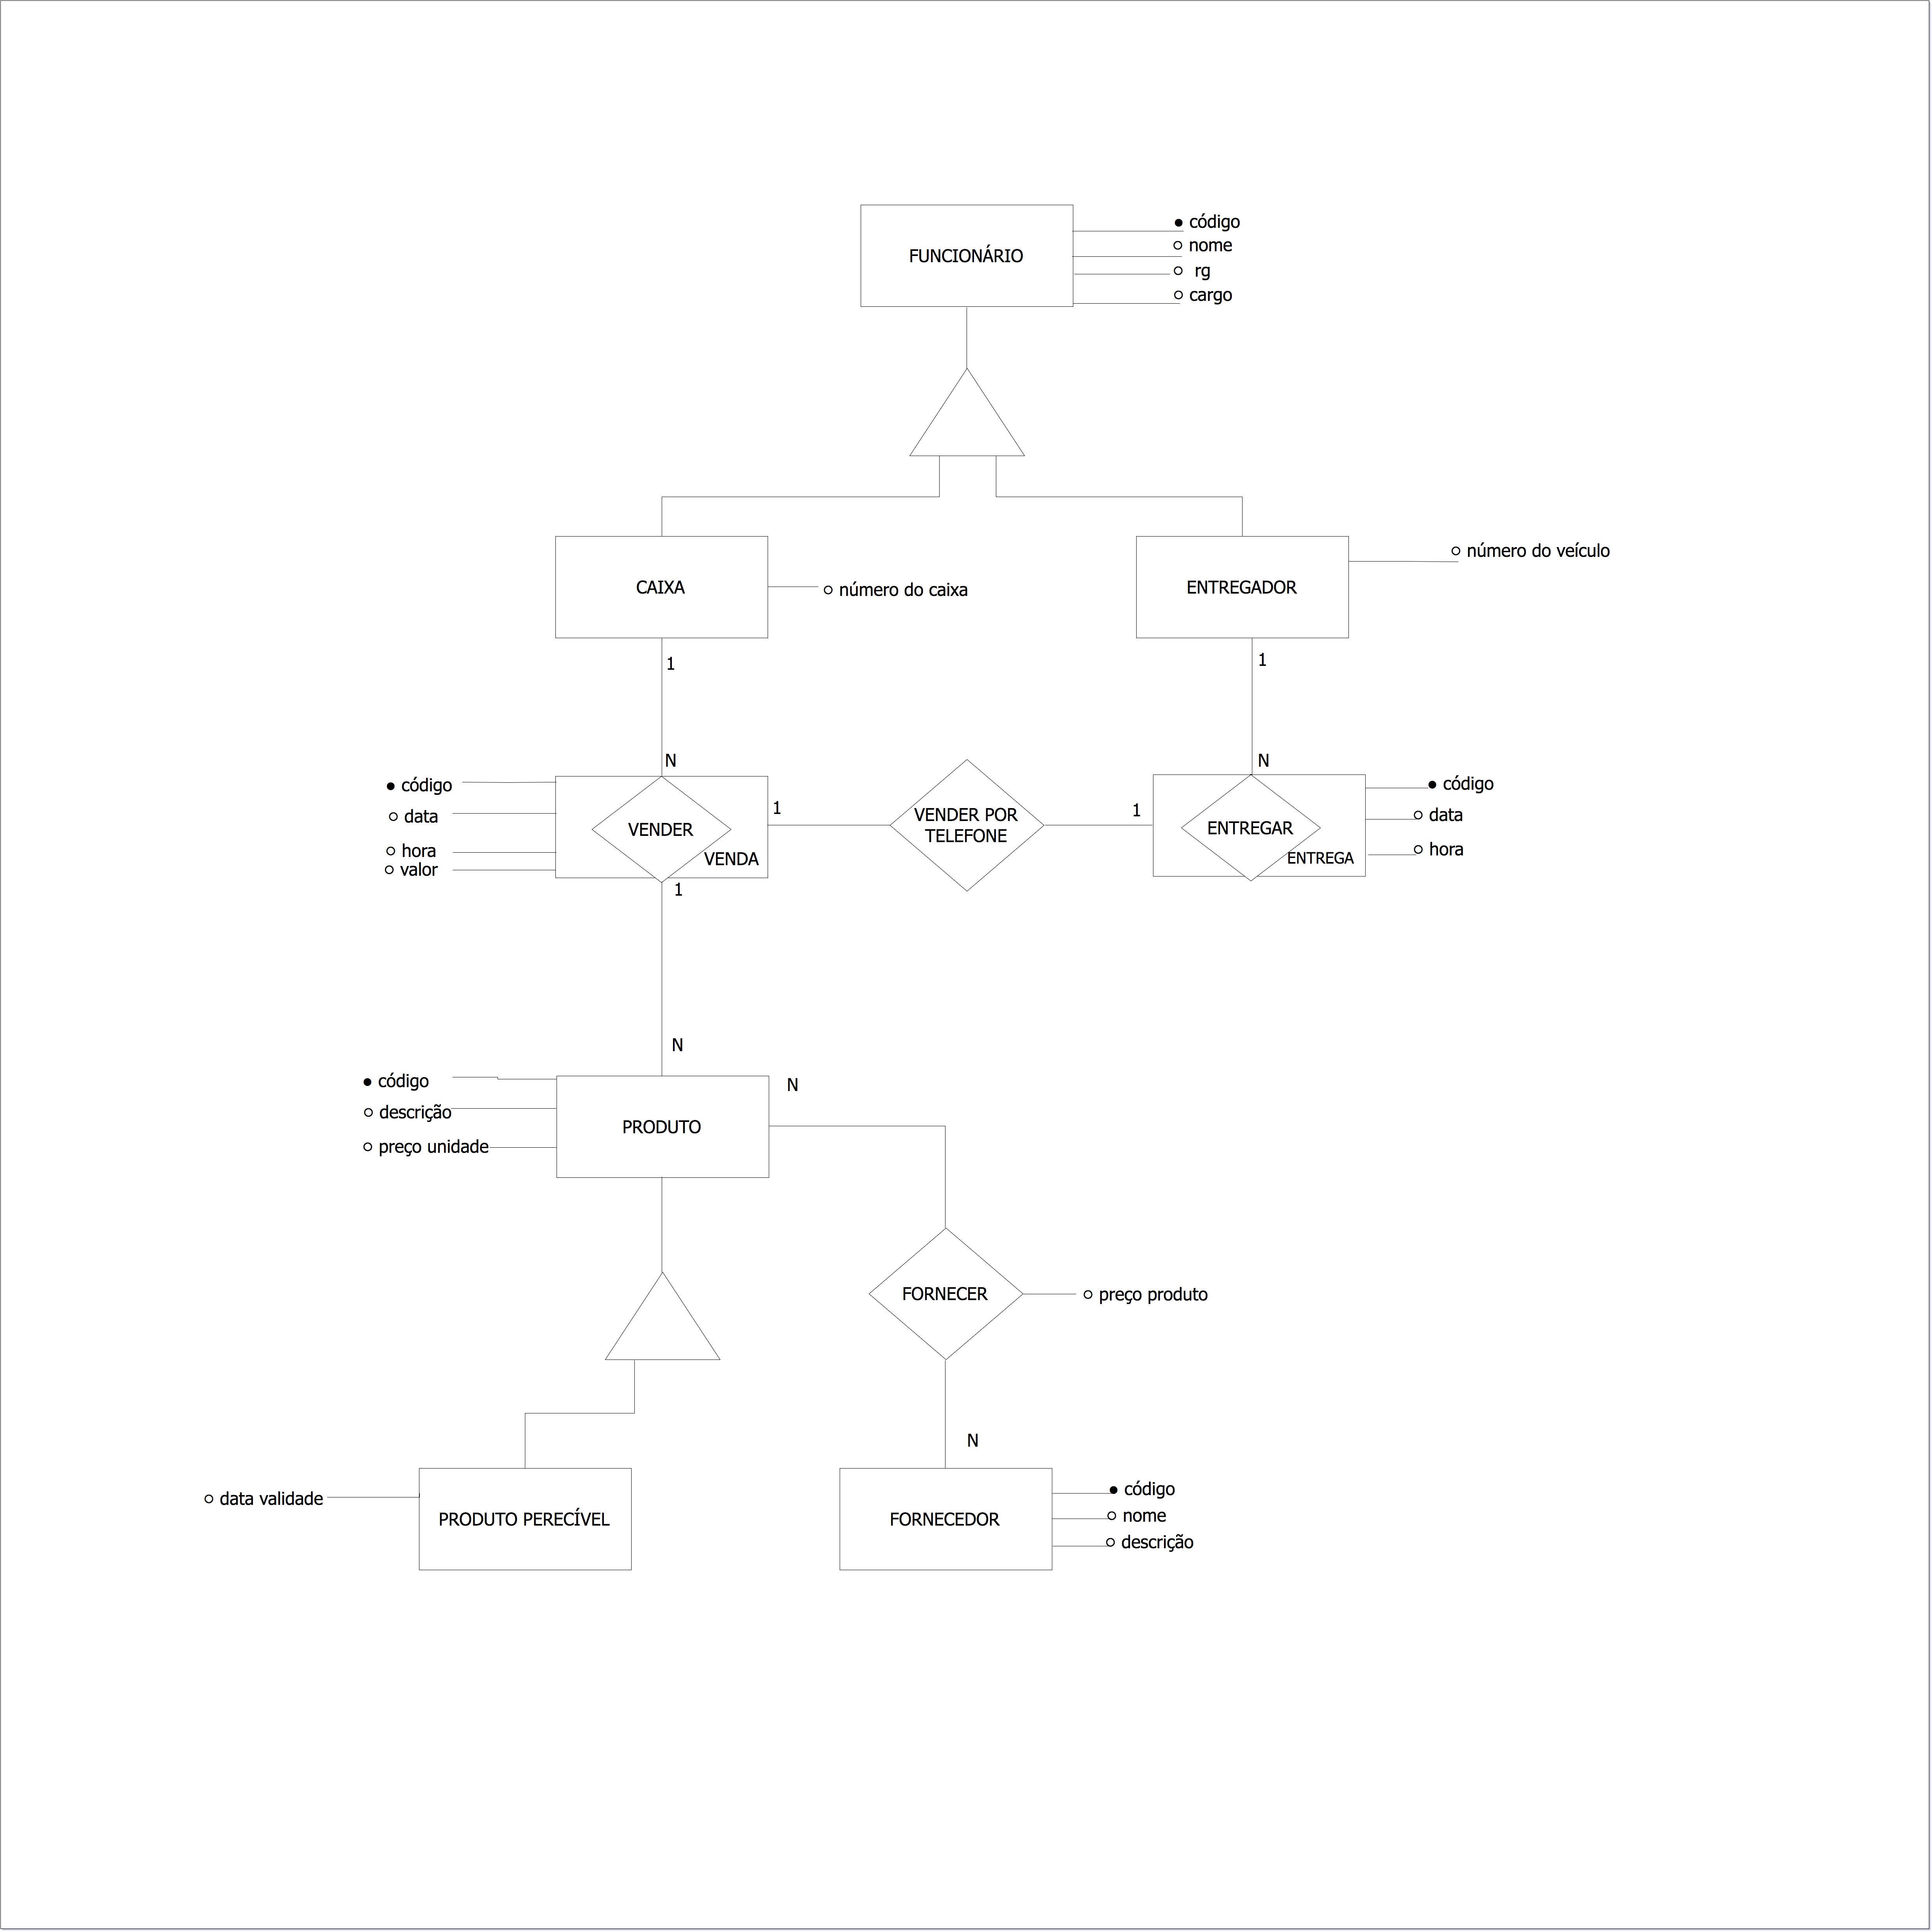 FUNCIONÁRIO
código
nome
rg
cargo
CAIXA
número do caixa
ENTREGADOR
número do veículo
1
1
N
N
código
data
hora
valor
VENDER
VENDA
1
VENDER POR
TELEFONE
1
ENTREGAR
ENTREGA
código
data
hora
1
N
código
descrição
preço unidade
PRODUTO
N
FORNECER
preço produto
N
data validade
PRODUTO PERECÍVEL
FORNECEDOR
código
nome
descrição